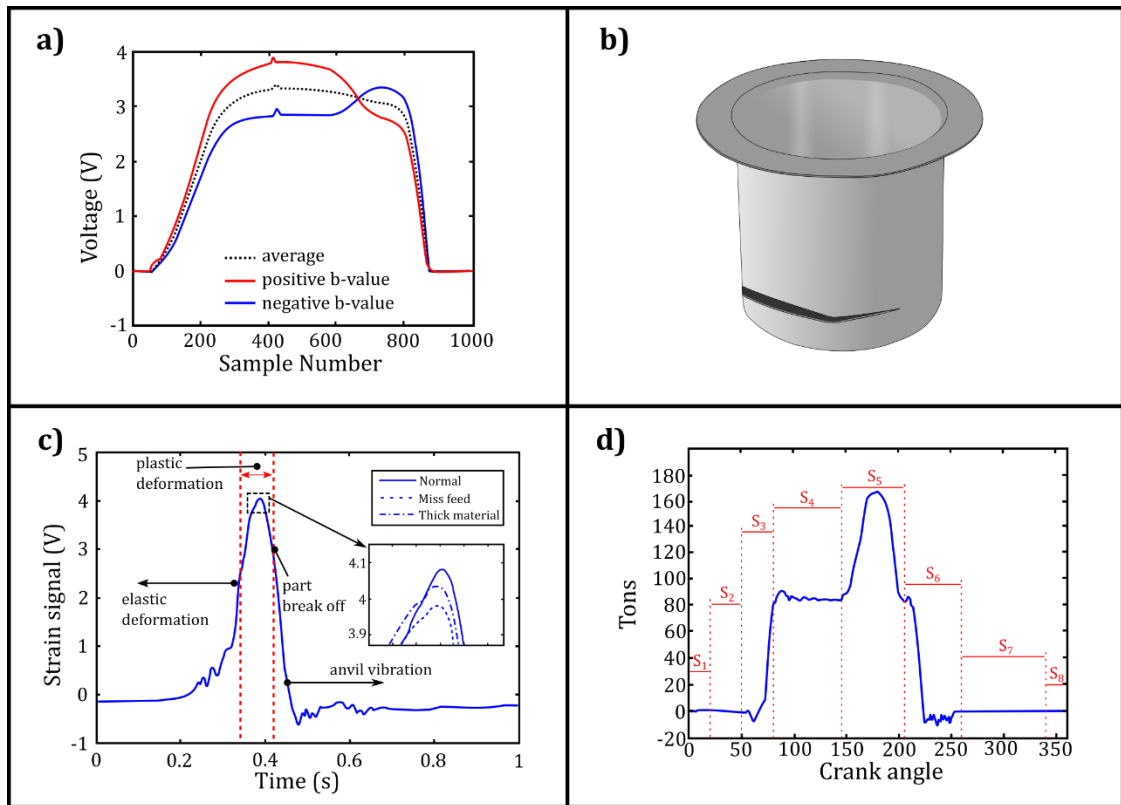 a)
4
3
2
1
0
-1
Voltage (V)
average
positive b-value
negative b-value
0
200
400
600
800
1000
Sample Number
b)
c)
5
4
3
2
1
0
-1
Strain signal (V)
plastic
deformation
elastic
deformation
part
break off
anvil vibration
Normal
Miss feed
Thick material
4.1
4
3.9
0
0.2
0.4
0.6
0.8
1
Time (s)
d)
180
160
140
120
100
80
60
40
20
0
-20
Tons
S₁
S₂
S₃
S₄
S₅
S₆
S₇
S₈
0
50
100
150
200
250
300
350
Crank angle